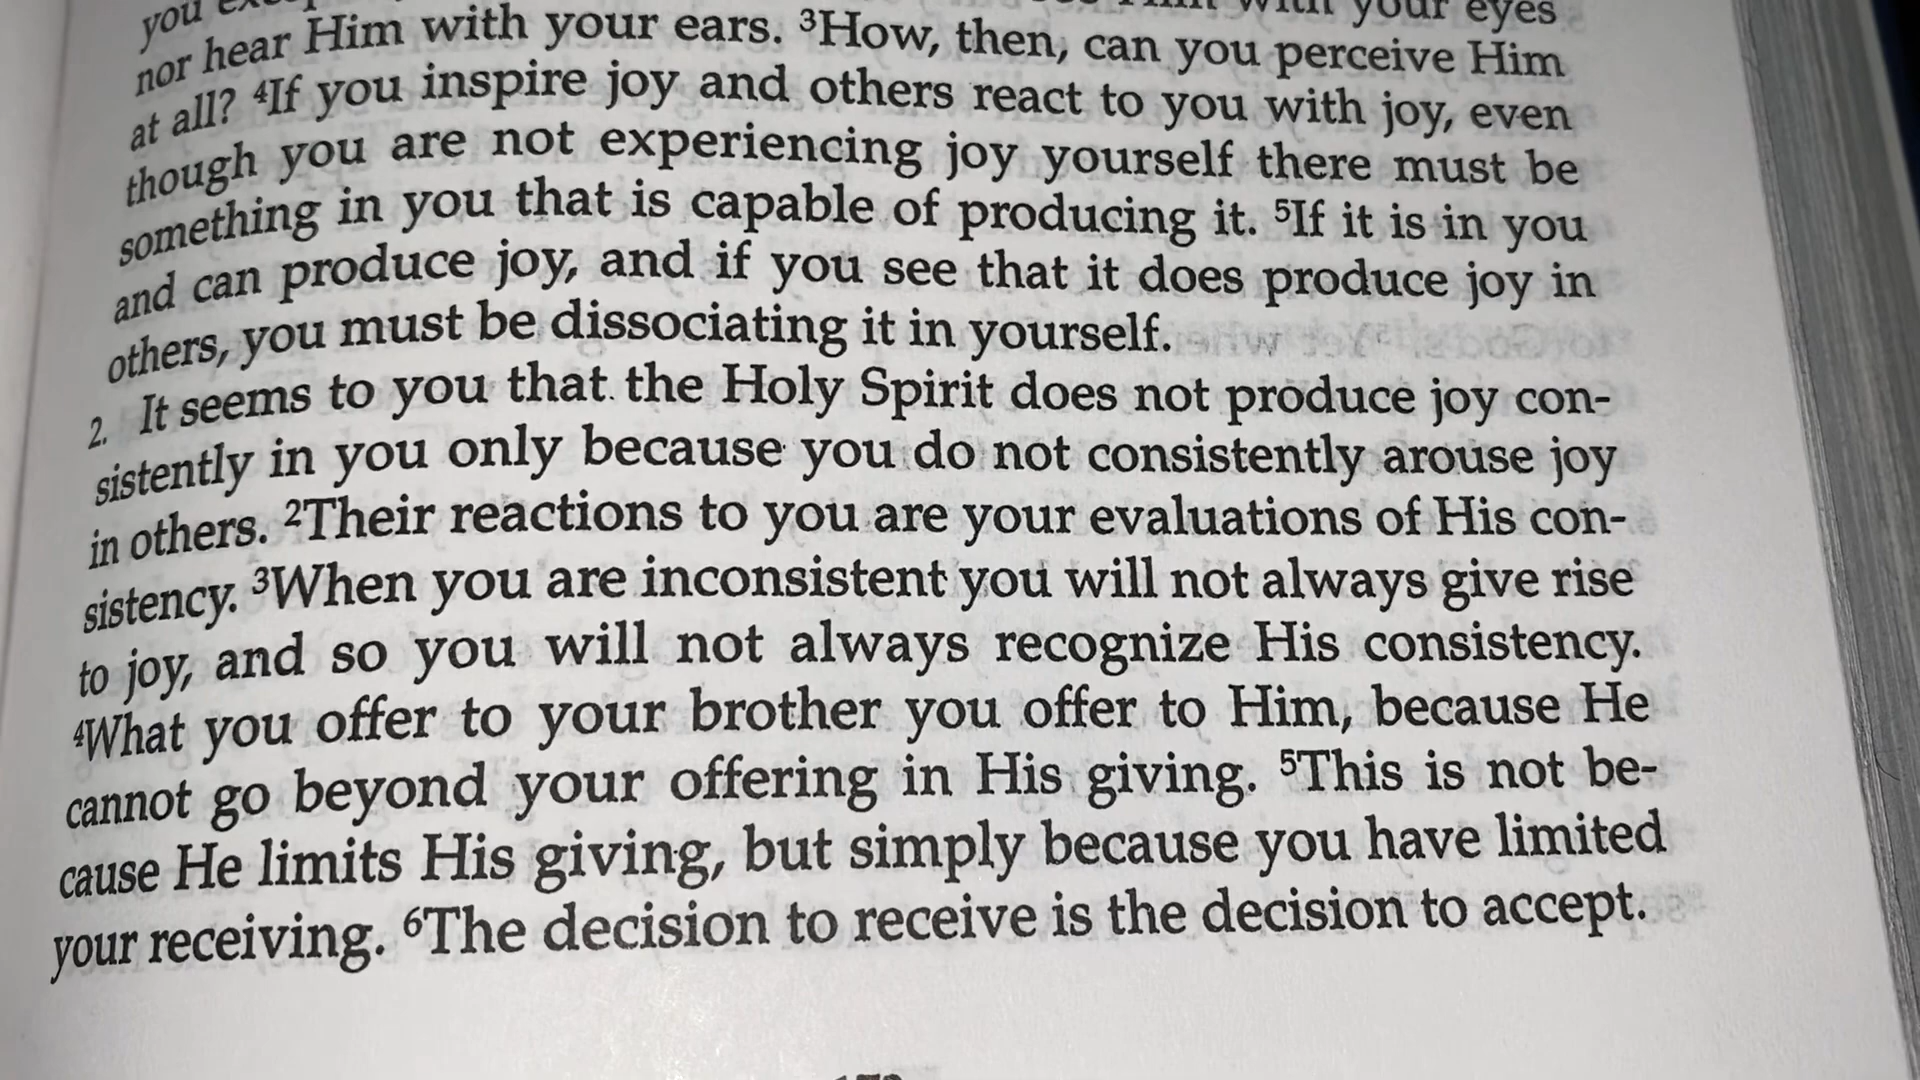 you with your eyes
nor hear Him with your ears. ³How, then, can you perceive Him
at all? ⁴If you inspire joy and others react to you with joy, even
though you are not experiencing joy yourself there must be
something in you that is capable of producing it. ⁵If it is in you
and can produce joy, and if you see that it does produce joy in
others, you must be dissociating it in yourself.
2. It seems to you that the Holy Spirit does not produce joy con-
sistently in you only because you do not consistently arouse joy
in others. ²Their reactions to you are your evaluations of His con-
sistency. ³When you are inconsistent you will not always give rise
to joy, and so you will not always recognize His consistency.
⁴What you offer to your brother you offer to Him, because He
cannot go beyond your offering in His giving. ⁵This is not be-
cause He limits His giving, but simply because you have limited
your receiving. ⁶The decision to receive is the decision to accept.